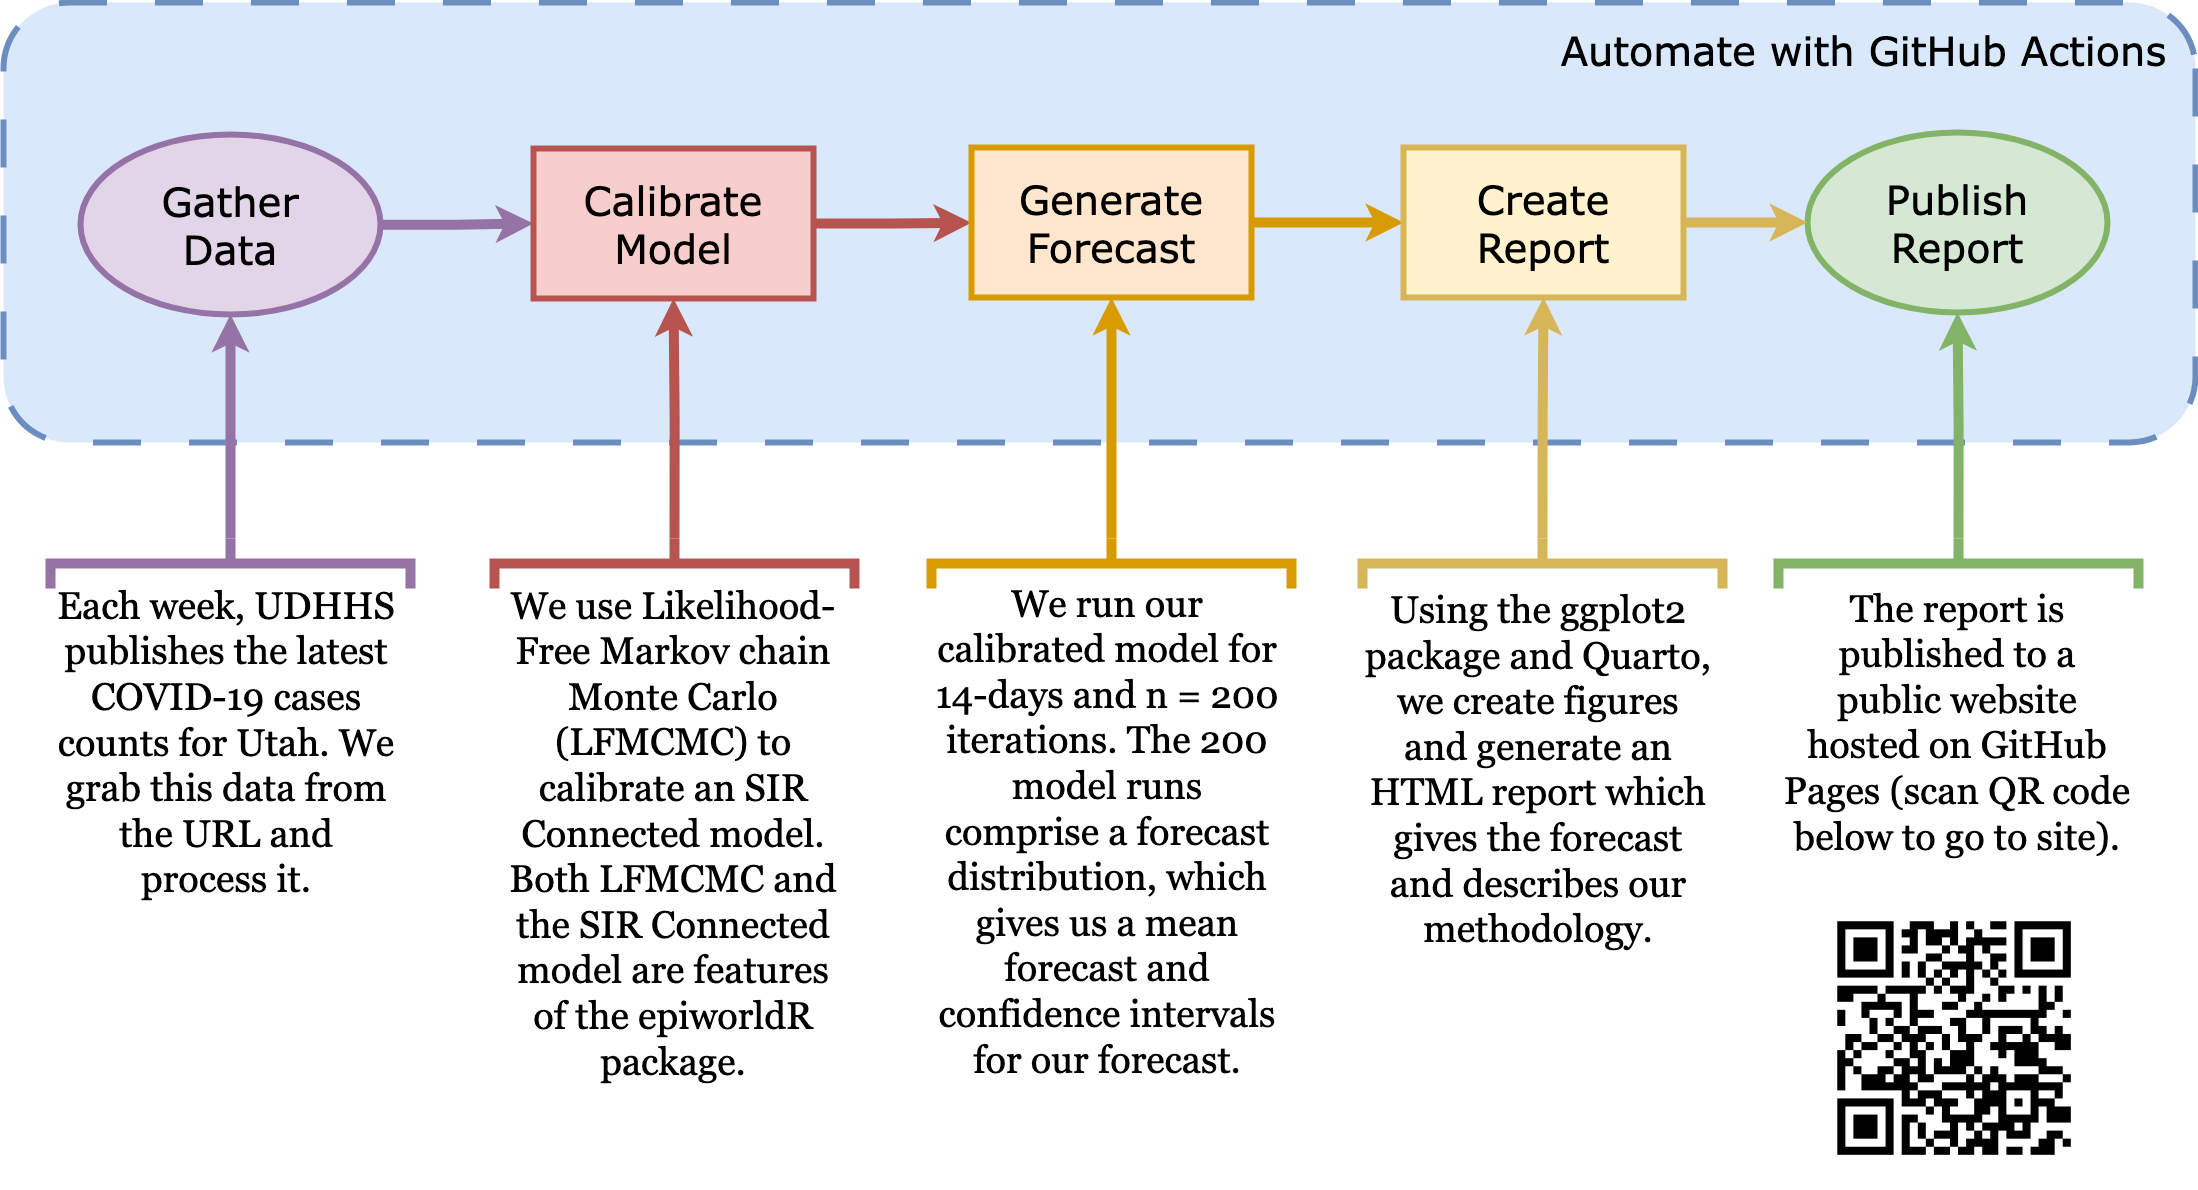 Automate with GitHub Actions
Gather
Data
Calibrate
Model
Generate
Forecast
Create
Report
Publish
Report
Each week, UDHHS
publishes the latest
COVID-19 cases
counts for Utah. We
grab this data from
the URL and
process it.
We use Likelihood-
Free Markov chain
Monte Carlo
(LFMCMC) to
calibrate an SIR
Connected model.
Both LFMCMC and
the SIR Connected
model are features
of the epiworldR
package.
We run our
calibrated model for
14-days and n = 200
iterations. The 200
model runs
comprise a forecast
distribution, which
gives us a mean
forecast and
confidence intervals
for our forecast.
Using the ggplot2
package and Quarto,
we create figures
and generate an
HTML report which
gives the forecast
and describes our
methodology.
The report is
published to a
public website
hosted on GitHub
Pages (scan QR code
below to go to site).